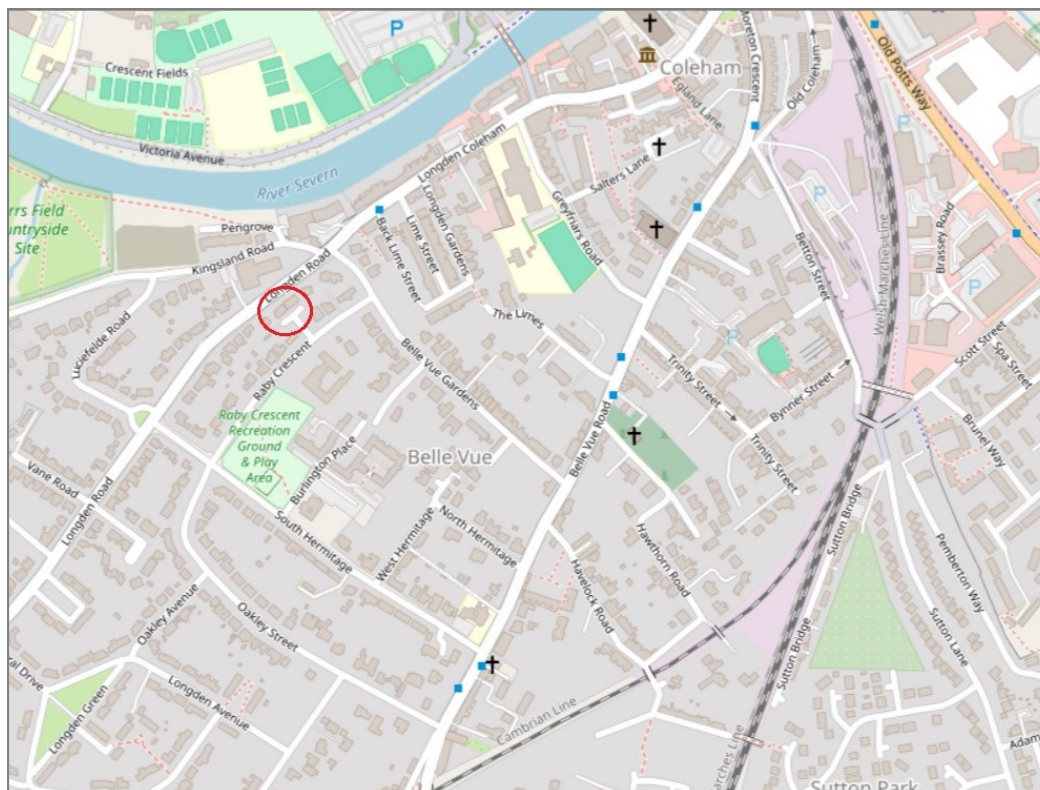 Crescent Fields
P
Victoria Avenue
River Severn
Longden Coleham
Coleham
Moreton Crescent
Old Coleham
Old Potts Way
England Lane
Salters Lane
Greyfriars Road
Field
Site
Pengrove
Kingsland Road
Longden Road
Back Lime Street
Lime Street
Longden Gardens
The Limes
Betton Street
P
P
Welsh Marches Line
Brassey Road
P
Luciefelde Road
Raby Crescent
Belle Vue Gardens
P
Trinity Street
Bynner Street
Scott Street
Spa Street
Raby Crescent
Recreation
Ground
& Play
Area
Burlington Place
Belle Vue
Belle Vue Road
Trinity Street
Brunel Way
Vane Road
Longden Road
South Hermitage
West Hermitage
North Hermitage
Hawthorn Road
Havelock Road
Sutton Bridge
Pemberton Way
Sutton Lane
Oakley Avenue
Oakley Street
Drive
Longden Green
Longden Avenue
Cambrian Line
Sutton Bridge
Line
Sutton Park